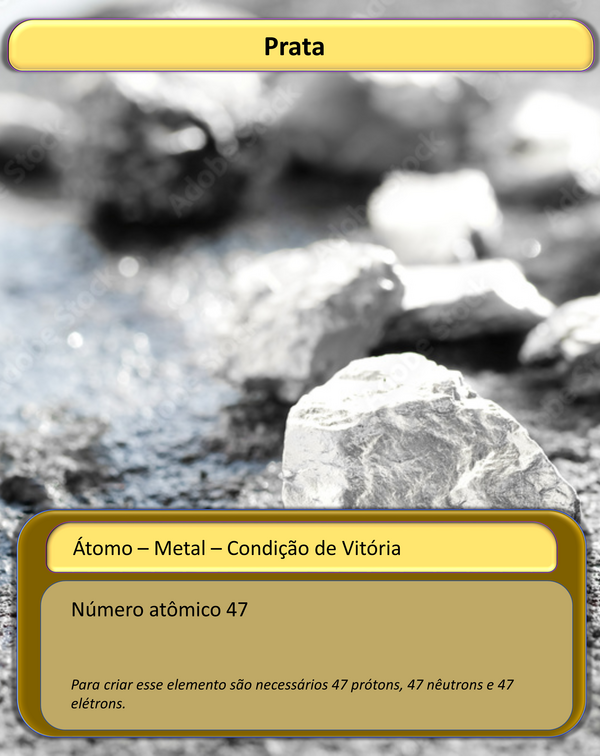 Prata
Átomo – Metal – Condição de Vitória
Número atômico 47
Para criar esse elemento são necessários 47 prótons, 47 nêutrons e 47
elétrons.